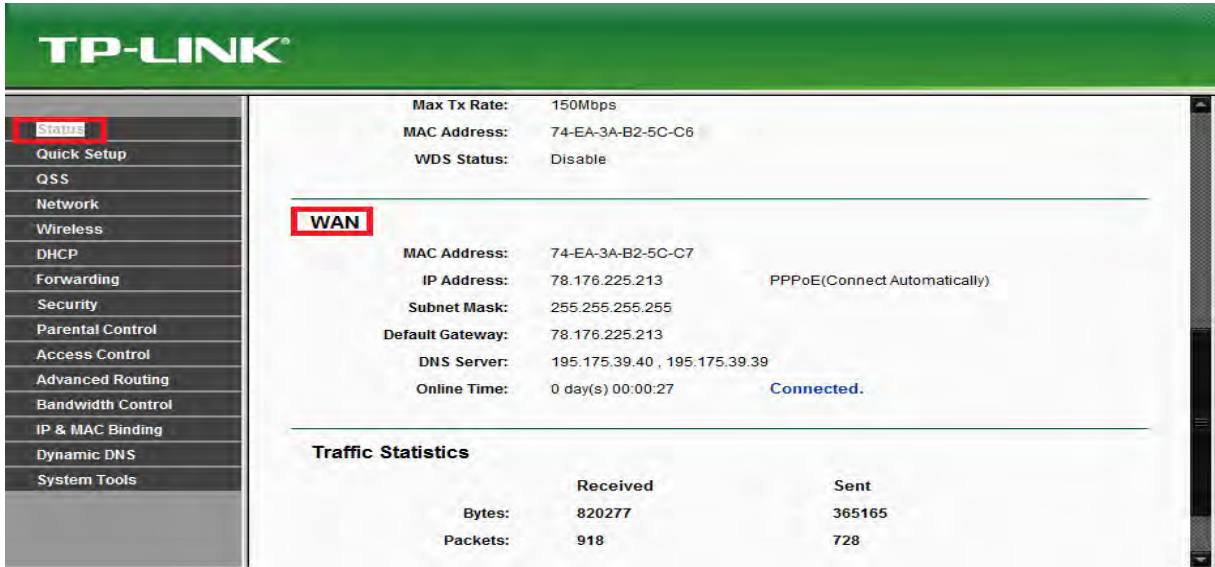 TP-LINK®
Status
Quick Setup
QSS
Network
Wireless
DHCP
Forwarding
Security
Parental Control
Access Control
Advanced Routing
Bandwidth Control
IP & MAC Binding
Dynamic DNS
System Tools
Max Tx Rate: 150Mbps
MAC Address: 74-EA-3A-B2-5C-C6
WDS Status: Disable
WAN
MAC Address: 74-EA-3A-B2-5C-C7
IP Address: 78.176.225.213 PPPoE(Connect Automatically)
Subnet Mask: 255.255.255.255
Default Gateway: 78.176.225.213
DNS Server: 195.175.39.40 , 195.175.39.39
Online Time: 0 day(s) 00:00:27 Connected.
Traffic Statistics
Received Sent
Bytes: 820277 365165
Packets: 918 728